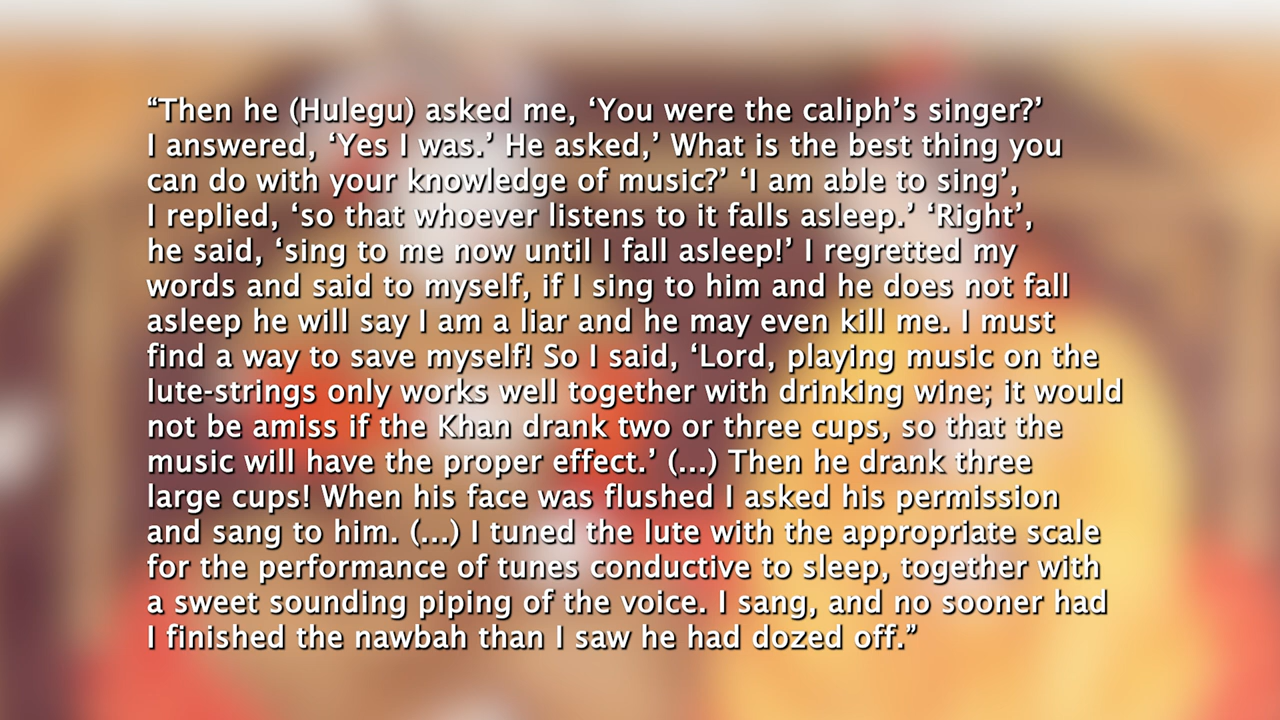 “Then he (Hulegu) asked me, ‘You were the caliph’s singer?’
I answered, ‘Yes I was.’ He asked,’ What is the best thing you
can do with your knowledge of music?’ ‘I am able to sing’,
I replied, ‘so that whoever listens to it falls asleep.’ ‘Right’,
he said, ‘sing to me now until I fall asleep!’ I regretted my
words and said to myself, if I sing to him and he does not fall
asleep he will say I am a liar and he may even kill me. I must
find a way to save myself! So I said, ‘Lord, playing music on the
lute-strings only works well together with drinking wine; it would
not be amiss if the Khan drank two or three cups, so that the
music will have the proper effect.’ (...) Then he drank three
large cups! When his face was flushed I asked his permission
and sang to him. (...) I tuned the lute with the appropriate scale
for the performance of tunes conductive to sleep, together with
a sweet sounding piping of the voice. I sang, and no sooner had
I finished the nawbah than I saw he had dozed off.”